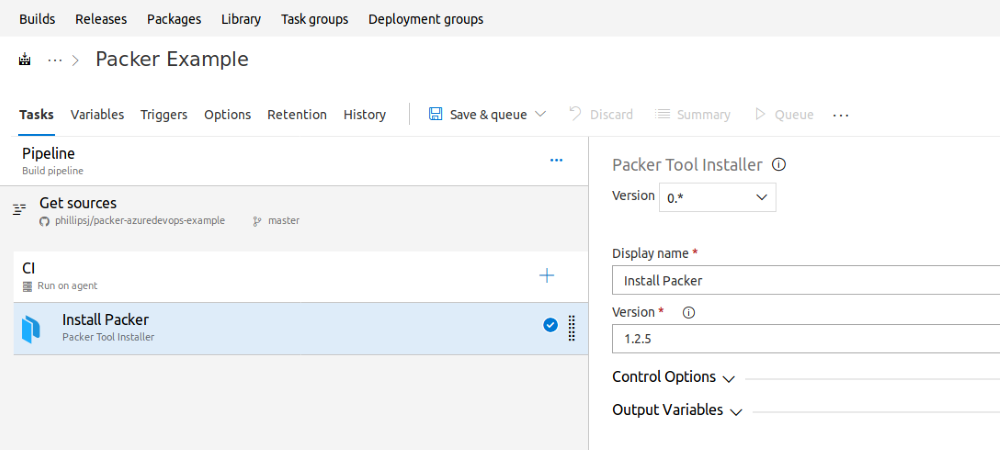 Builds Releases Packages Library Task groups Deployment groups
··· > Packer Example
Tasks Variables Triggers Options Retention History Save & queue Discard Summary Queue ···
Pipeline ···
Build pipeline
Get sources
phillipsj/packer-azuredevops-example master
CI +
Run on agent
Install Packer
Packer Tool Installer
Packer Tool Installer
Version 0.*
Display name *
Install Packer
Version *
1.2.5
Control Options
Output Variables